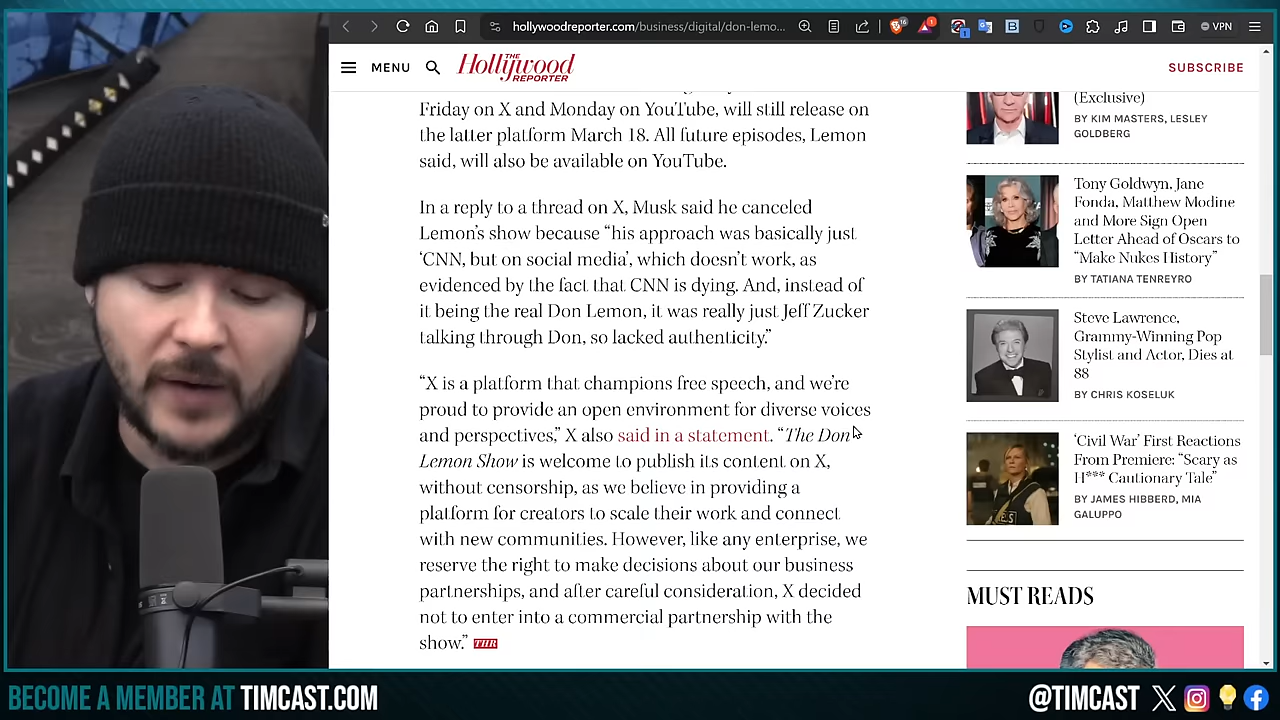 hollywoodreporter.com/business/digital/don-lemo...
VPN
MENU
THE
Hollywood
REPORTER
SUBSCRIBE
Friday on X and Monday on YouTube, will still release on
the latter platform March 18. All future episodes, Lemon
said, will also be available on YouTube.
In a reply to a thread on X, Musk said he canceled
Lemon's show because “his approach was basically just
‘CNN, but on social media’, which doesn't work, as
evidenced by the fact that CNN is dying. And, instead of
it being the real Don Lemon, it was really just Jeff Zucker
talking through Don, so lacked authenticity.”
“X is a platform that champions free speech, and we're
proud to provide an open environment for diverse voices
and perspectives,” X also said in a statement. “The Don
Lemon Show is welcome to publish its content on X,
without censorship, as we believe in providing a
platform for creators to scale their work and connect
with new communities. However, like any enterprise, we
reserve the right to make decisions about our business
partnerships, and after careful consideration, X decided
not to enter into a commercial partnership with the
show.” THR
(Exclusive)
BY KIM MASTERS, LESLEY
GOLDBERG
Tony Goldwyn, Jane
Fonda, Matthew Modine
and More Sign Open
Letter Ahead of Oscars to
“Make Nukes History”
BY TATIANA TENREYRO
Steve Lawrence,
Grammy-Winning Pop
Stylist and Actor, Dies at
88
BY CHRIS KOSELUK
‘Civil War’ First Reactions
From Premiere: “Scary as
H*** Cautionary Tale”
BY JAMES HIBBERD, MIA
GALUPPO
MUST READS
BECOME A MEMBER AT TIMCAST.COM
@TIMCAST